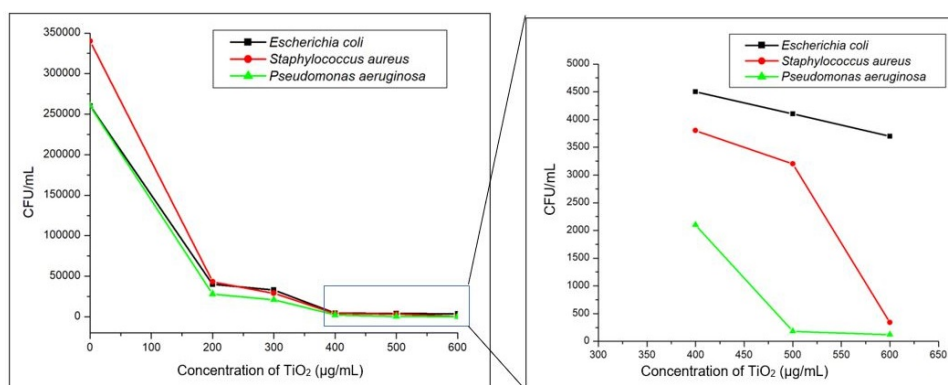 Escherichia coli
Staphylococcus aureus
Pseudomonas aeruginosa
350000
300000
250000
200000
150000
100000
50000
0
CFU/mL
0 100 200 300 400 500 600
Concentration of TiO₂ (µg/mL)
Escherichia coli
Staphylococcus aureus
Pseudomonas aeruginosa
5000
4500
4000
3500
3000
2500
2000
1500
1000
500
0
CFU/mL
300 350 400 450 500 550 600 650
Concentration of TiO₂ (µg/mL)